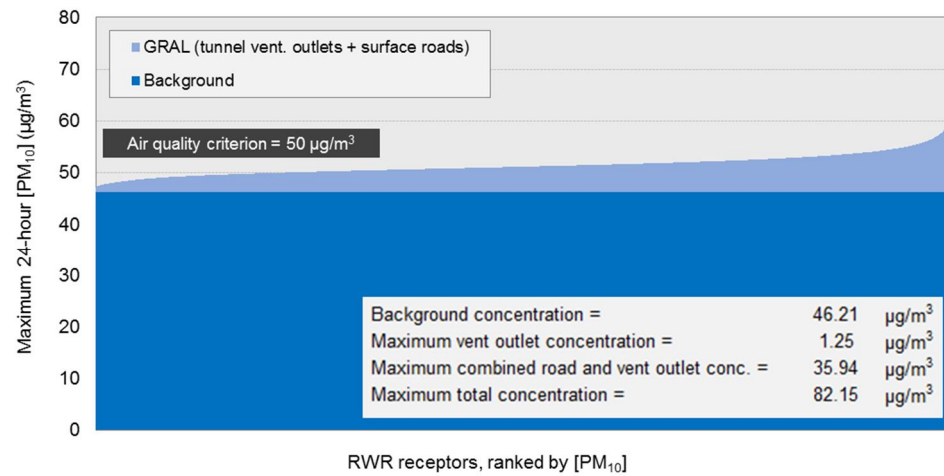 80
70
60
50
40
30
20
10
0
Maximum 24-hour [PM₁₀] (µg/m³)
GRAL (tunnel vent. outlets + surface roads)
Background
Air quality criterion = 50 µg/m³
Background concentration = 46.21 µg/m³
Maximum vent outlet concentration = 1.25 µg/m³
Maximum combined road and vent outlet conc. = 35.94 µg/m³
Maximum total concentration = 82.15 µg/m³
RWR receptors, ranked by [PM₁₀]